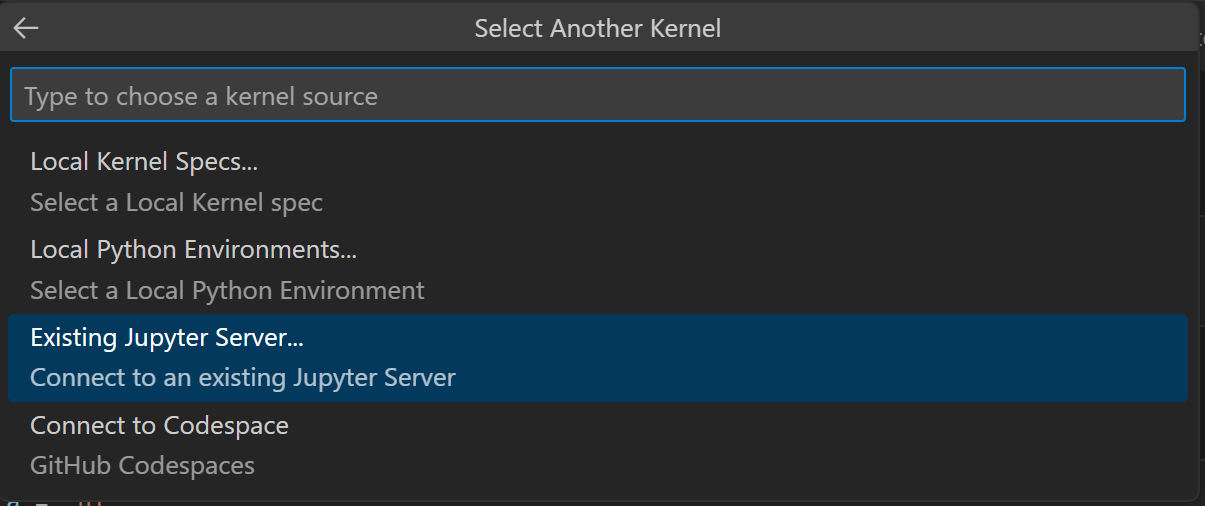 Select Another Kernel
Type to choose a kernel source
Local Kernel Specs...
Select a Local Kernel spec
Local Python Environments...
Select a Local Python Environment
Existing Jupyter Server...
Connect to an existing Jupyter Server
Connect to Codespace
GitHub Codespaces